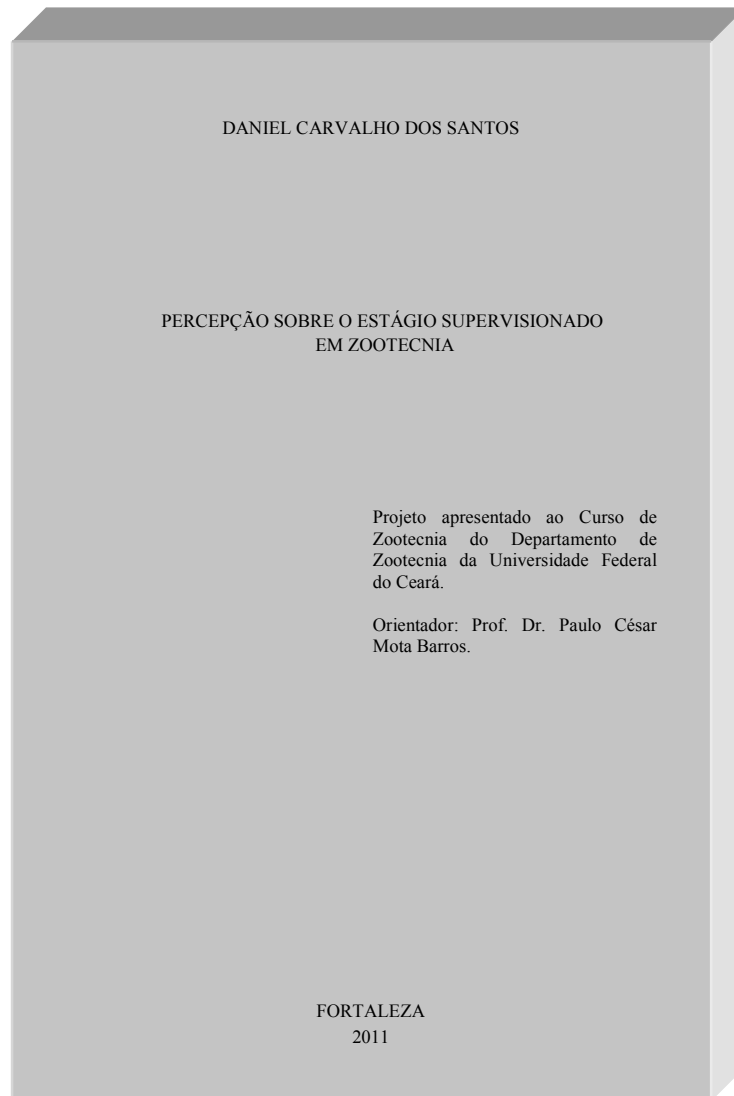 DANIEL CARVALHO DOS SANTOS
PERCEPÇÃO SOBRE O ESTÁGIO SUPERVISIONADO
EM ZOOTECNIA
Projeto apresentado ao Curso de
Zootecnia do Departamento de
Zootecnia da Universidade Federal
do Ceará.
Orientador: Prof. Dr. Paulo César
Mota Barros.
FORTALEZA
2011